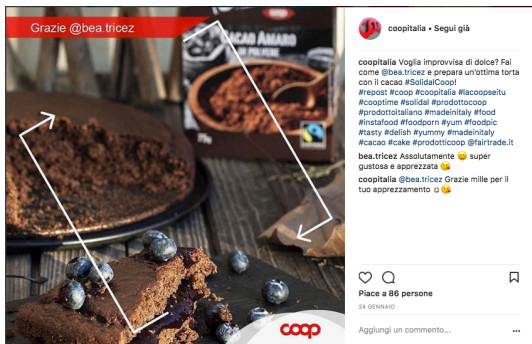 Grazie @bea.tricez
coop
CACAO AMARO
IN POLVERE
75g
FAIRTRADE
coop
coopitalia • Segui già
coopitalia Voglia improvvisa di dolce? Fai
come @bea.tricez e prepara un'ottima torta
con il cacao #SolidalCoop!
#repost #coop #coopitalia #lacoopseitu
#cooptime #solidal #prodottocoop
#prodottoitaliano #madeinitaly #food
#instafood #foodporn #yum #foodpic
#tasty #delish #yummy #madeinitaly
#cacao #cake #prodotticoop @fairtrade.it
bea.tricez Assolutamente 😄 super
gustosa e apprezzata 😘
coopitalia @bea.tricez Grazie mille per il
tuo apprezzamento ☺😘
Piace a 86 persone
24 GENNAIO
Aggiungi un commento...